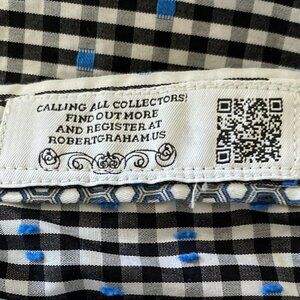 CALLING ALL COLLECTORS!
FIND OUT MORE
AND REGISTER AT
ROBERTGRAHAM.US